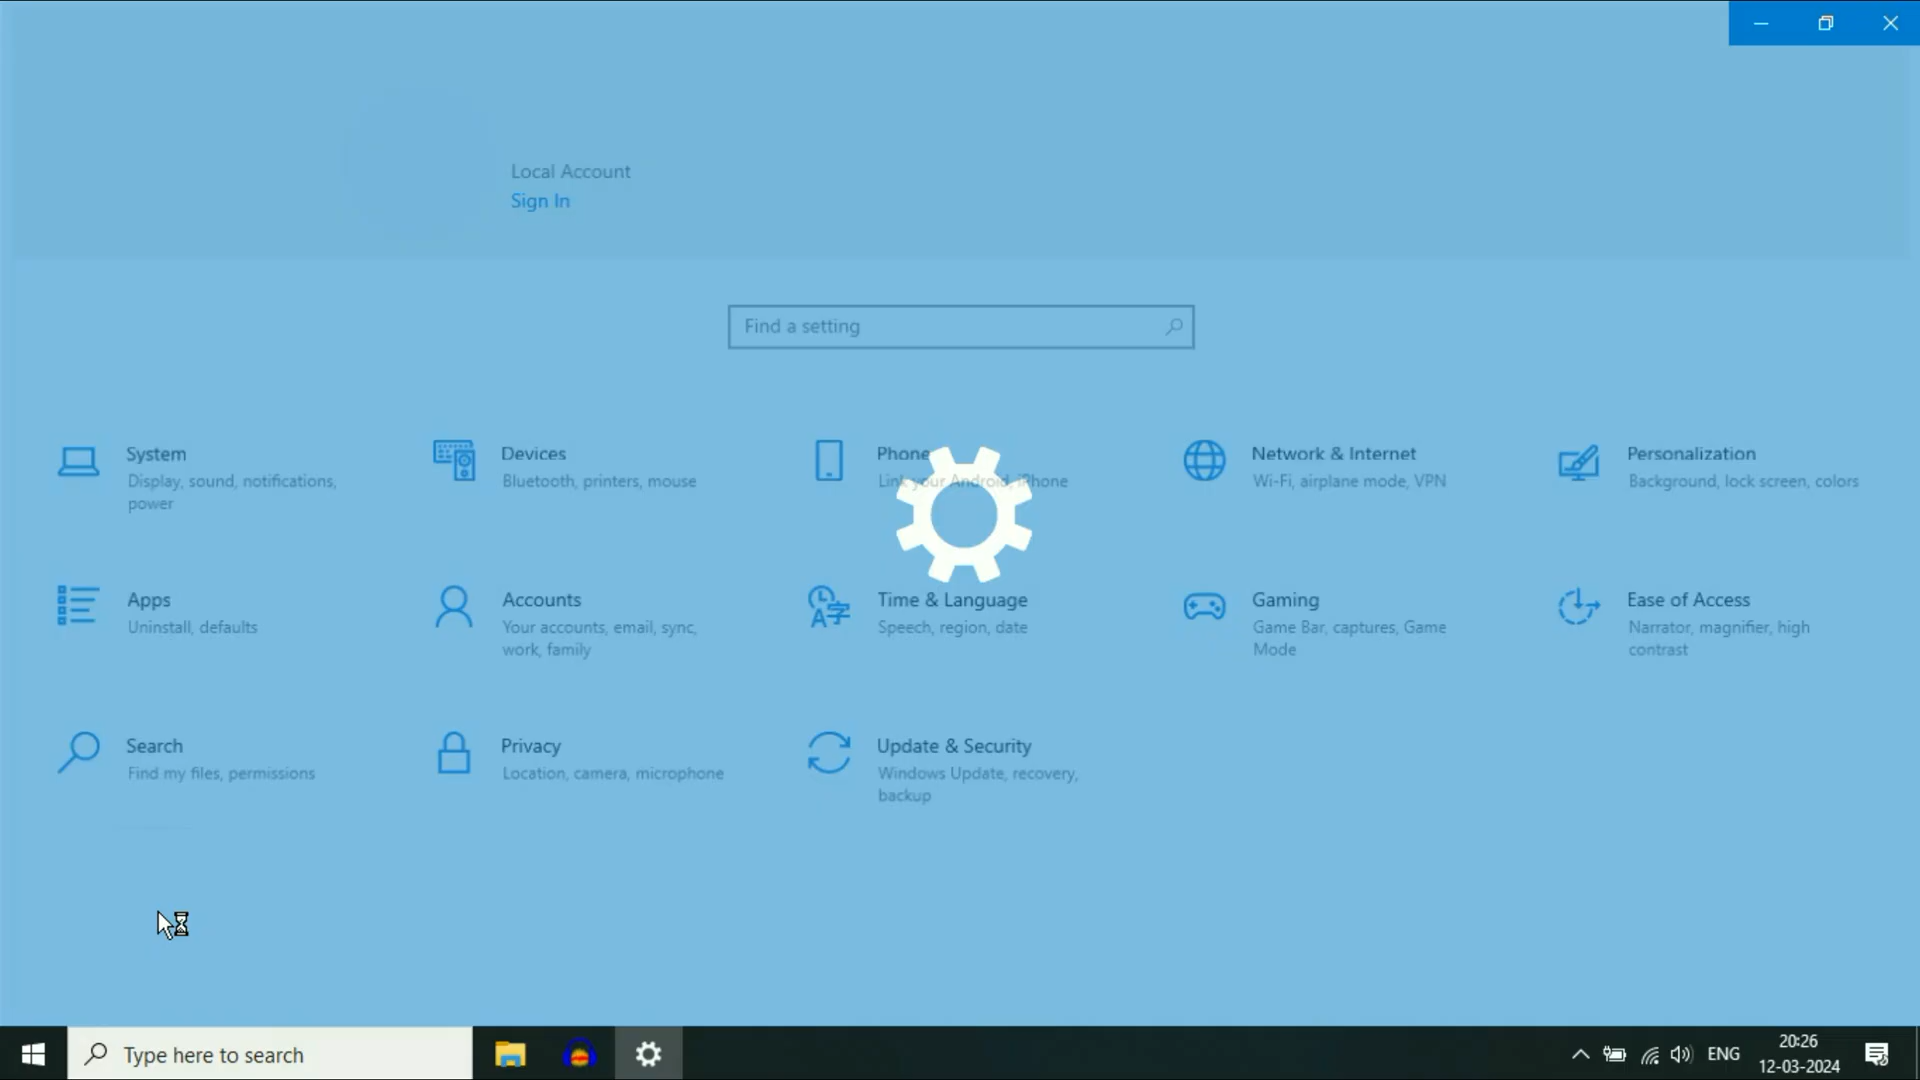 Local Account
Sign In
Find a setting
System
Display, sound, notifications,
power
Devices
Bluetooth, printers, mouse
Phone
Link your Android, iPhone
Network & Internet
Wi-Fi, airplane mode, VPN
Personalization
Background, lock screen, colors
Apps
Uninstall, defaults
Accounts
Your accounts, email, sync,
work, family
Time & Language
Speech, region, date
Gaming
Game Bar, captures, Game
Mode
Ease of Access
Narrator, magnifier, high
contrast
Search
Find my files, permissions
Privacy
Location, camera, microphone
Update & Security
Windows Update, recovery,
backup
Type here to search
ENG
20:26
12-03-2024